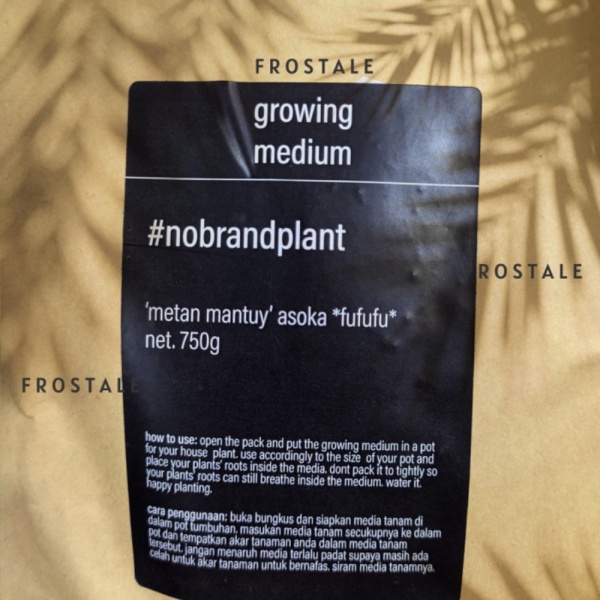 FROSTALE
growing
medium
#nobrandplant
ROSTALE
'metan mantuy' asoka *fufufu*
net. 750g
FROSTALE
how to use: open the pack and put the growing medium in a pot
for your house plant. use accordingly to the size of your pot and
place your plants' roots inside the media. dont pack it to tightly so
your plants' roots can still breathe inside the medium. water it.
happy planting.
cara penggunaan: buka bungkus dan siapkan media tanam di
dalam pot tumbuhan. masukan media tanam secukupnya ke dalam
pot dan tempatkan akar tanaman anda dalam media tanam
tersebut. jangan menaruh media terlalu padat supaya masih ada
celah untuk akar tanaman untuk bernafas. siram media tanamnya.